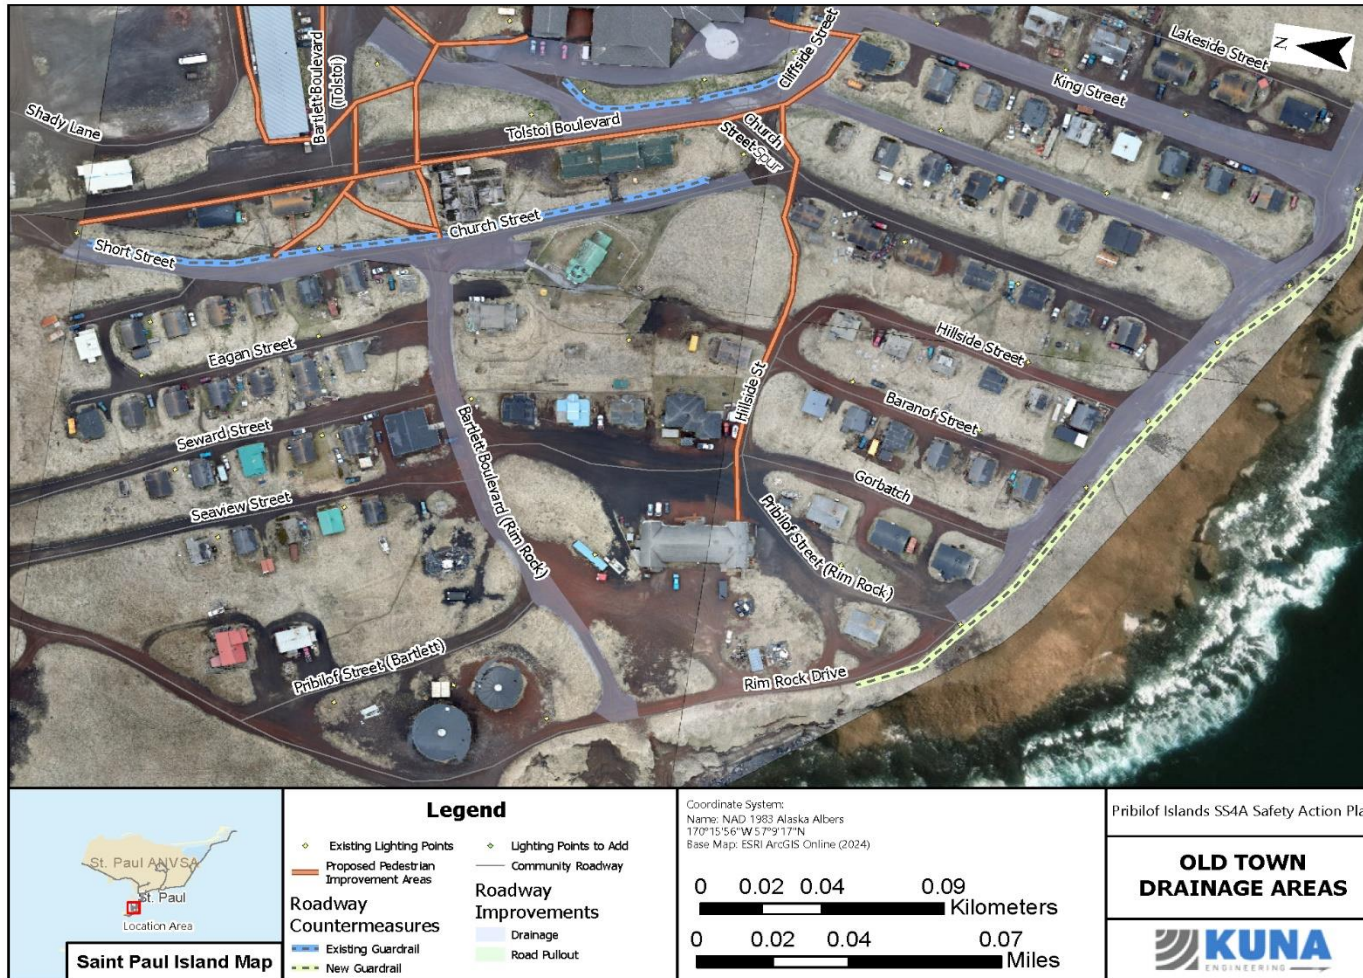 Lakeside Street
King Street
N
Cliffside Street
Bartlett Boulevard
(Tolstoi)
Shady Lane
Tolstoi Boulevard
Church
Street Spur
Church Street
Short Street
Eagan Street
Hillside Street
Hillside St
Baranof Street
Seward Street
Bartlett Boulevard (Rim Rock)
Gorbatch
Seaview Street
Pribilof Street (Rim Rock)
Pribilof Street (Bartlett)
Rim Rock Drive
St. Paul ANVSA
St. Paul
Location Area
Saint Paul Island Map
Legend
Existing Lighting Points
Proposed Pedestrian
Improvement Areas
Roadway
Countermeasures
Existing Guardrail
New Guardrail
Lighting Points to Add
Community Roadway
Roadway
Improvements
Drainage
Road Pullout
Coordinate System:
Name: NAD 1983 Alaska Albers
170°15'56"W 57°9'17"N
Base Map: ESRI ArcGIS Online (2024)
0 0.02 0.04 0.09
Kilometers
0 0.02 0.04 0.07
Miles
Pribilof Islands SS4A Safety Action Pla
OLD TOWN
DRAINAGE AREAS
KUNA
ENGINEERING